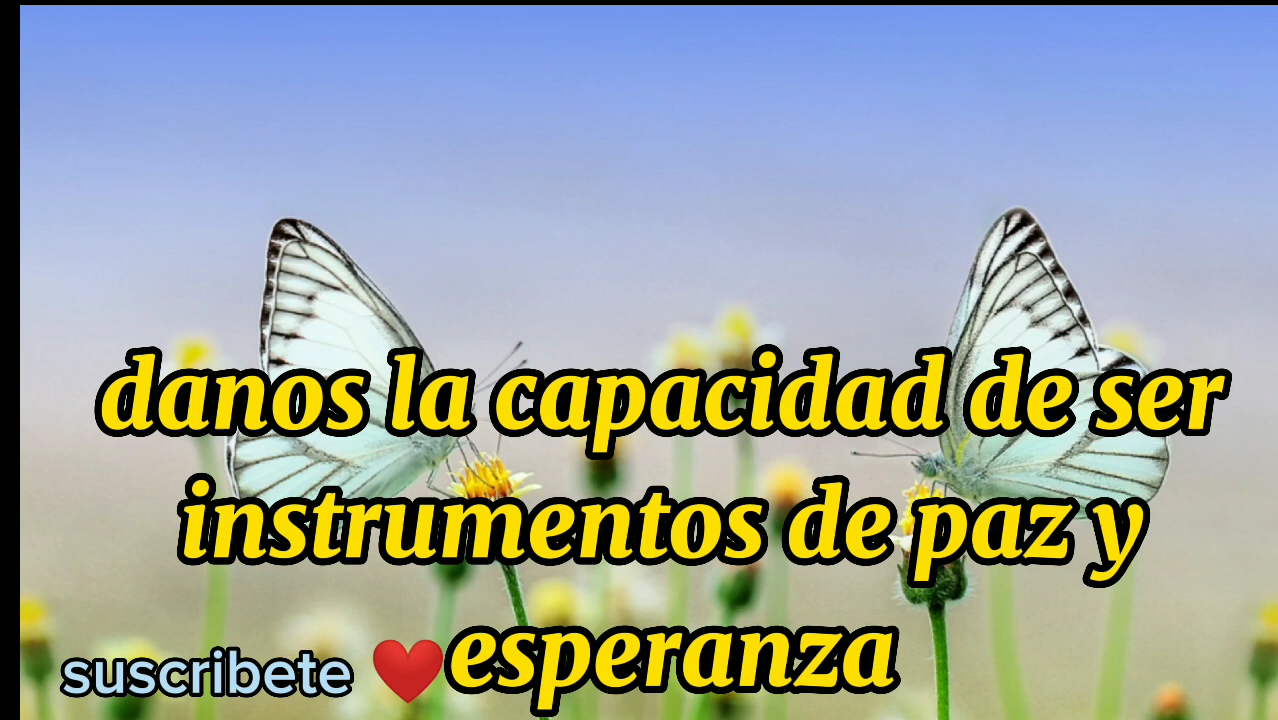 danos la capacidad de ser
instrumentos de paz y
esperanza
suscribete ❤️